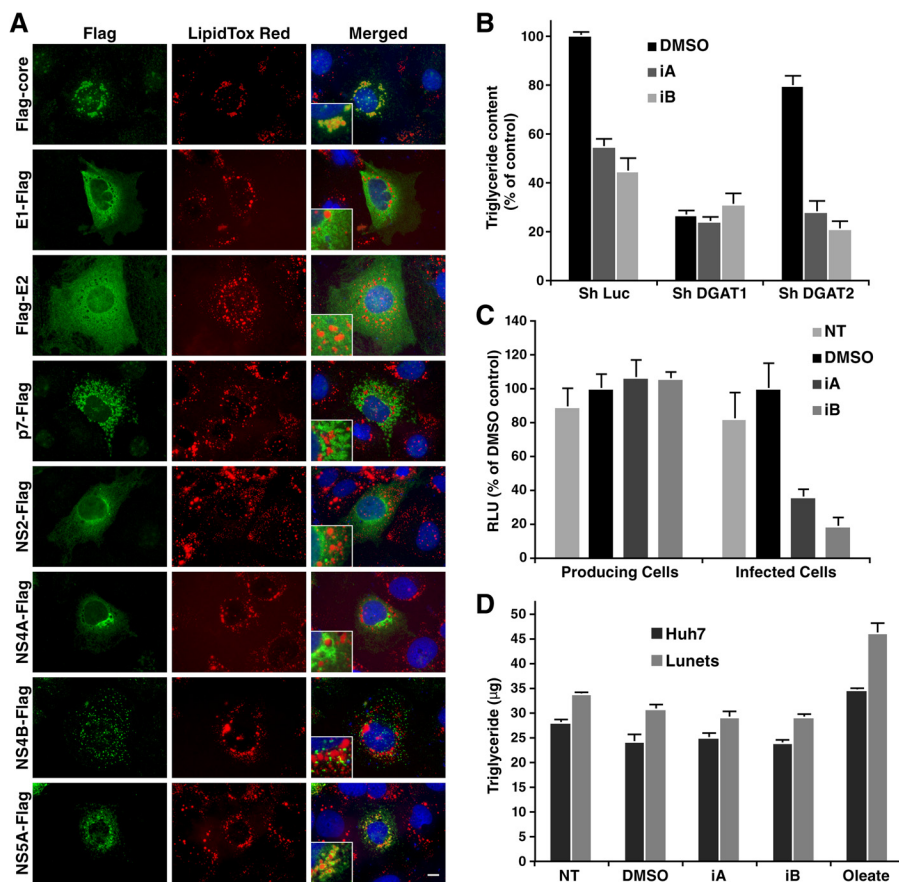 A
Flag LipidTox Red Merged
Flag-core
E1-Flag
Flag-E2
p7-Flag
NS2-Flag
NS4A-Flag
NS4B-Flag
NS5A-Flag
B
Triglyceride content
(% of control)
100
80
60
40
20
0
DMSO
iA
iB
Sh Luc Sh DGAT1 Sh DGAT2
C
RLU (% of DMSO control)
140
120
100
80
60
40
20
0
NT
DMSO
iA
iB
Producing Cells Infected Cells
D
Triglyceride (µg)
50
45
40
35
30
25
20
15
10
5
0
Huh7
Lunets
NT DMSO iA iB Oleate